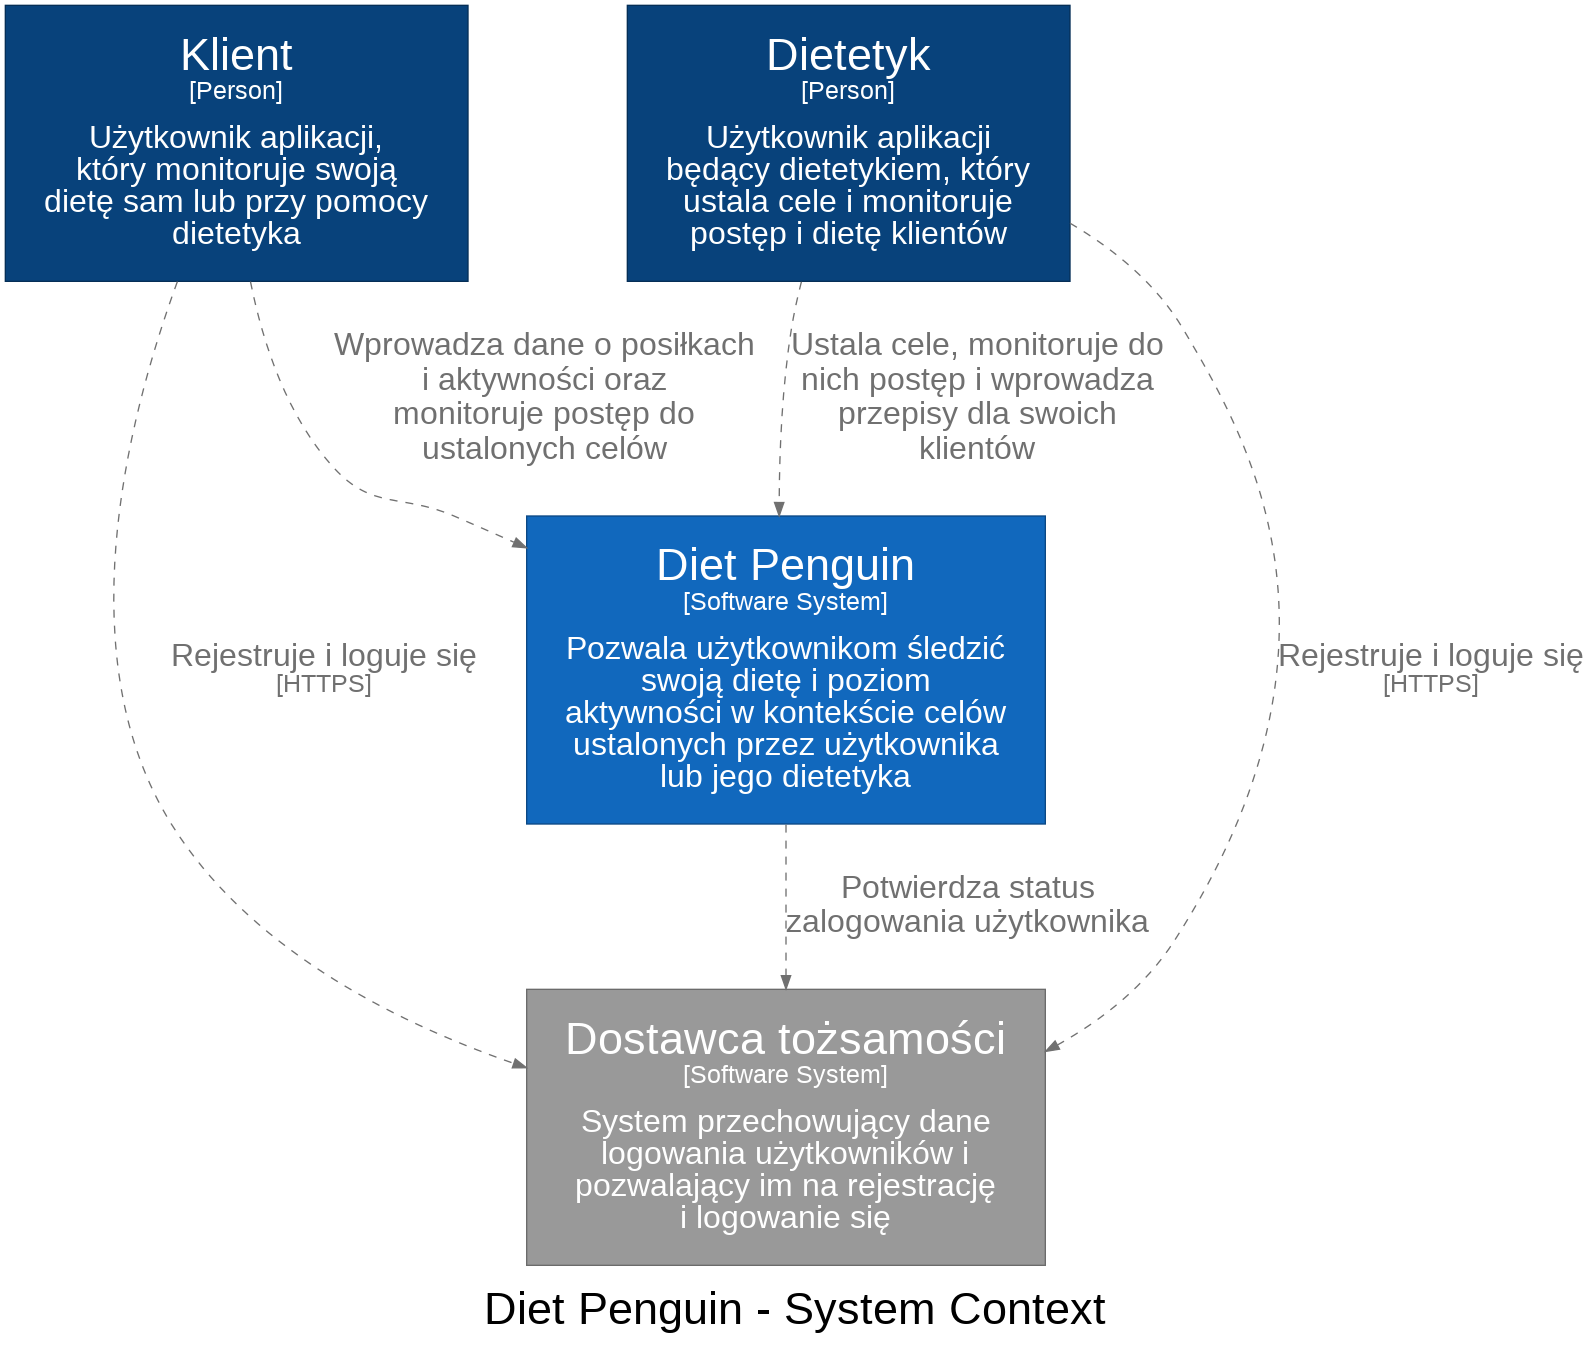 Klient
[Person]
Użytkownik aplikacji,
który monitoruje swoją
dietę sam lub przy pomocy
dietetyka
Dietetyk
[Person]
Użytkownik aplikacji
będący dietetykiem, który
ustala cele i monitoruje
postęp i dietę klientów
Wprowadza dane o posiłkach
i aktywności oraz
monitoruje postęp do
ustalonych celów
Ustala cele, monitoruje do
nich postęp i wprowadza
przepisy dla swoich
klientów
Diet Penguin
[Software System]
Pozwala użytkownikom śledzić
swoją dietę i poziom
aktywności w kontekście celów
ustalonych przez użytkownika
lub jego dietetyka
Rejestruje i loguje się
[HTTPS]
Rejestruje i loguje się
[HTTPS]
Potwierdza status
zalogowania użytkownika
Dostawca tożsamości
[Software System]
System przechowujący dane
logowania użytkowników i
pozwalający im na rejestrację
i logowanie się
Diet Penguin - System Context